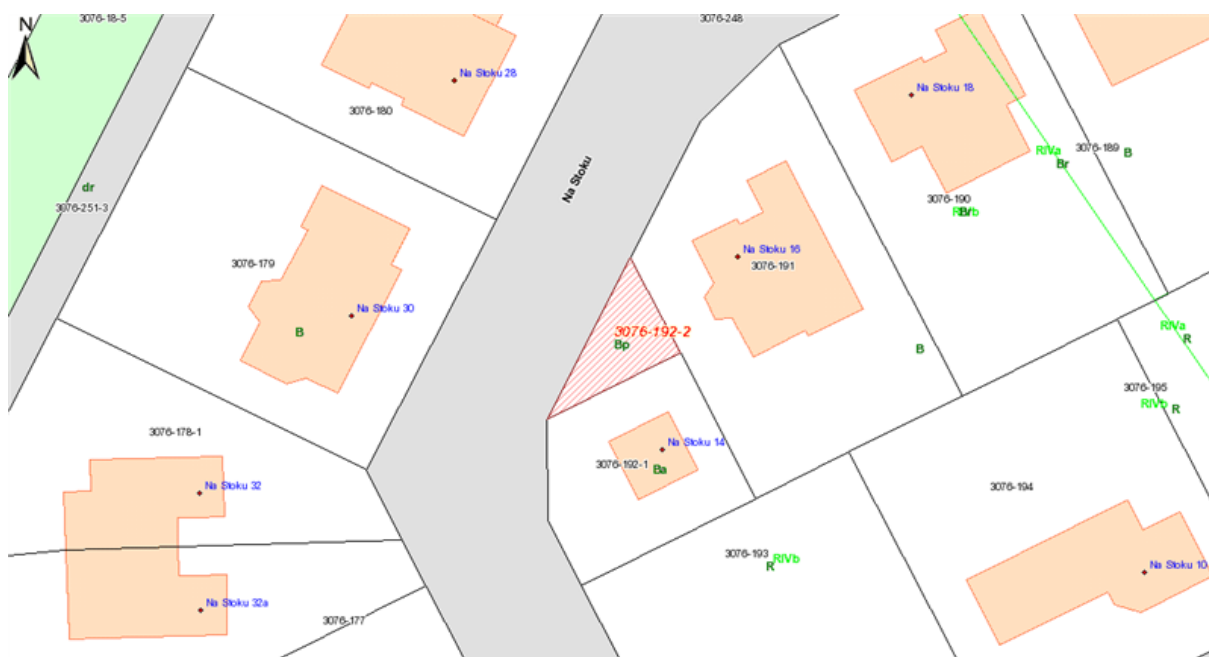 3076-18-5
3076-248
N
Na Stoku 28
Na Stoku 18
3076-180
RIVa
3076-189
B
Br
dr
Na Stoku
3076-190
3076-251-3
Na Stoku 16
3076-179
3076-191
Na Stoku 30
RIVa
B
3076-192-2
R
Bp
B
3076-195
RIVb
R
3076-178-1
Na Stoku 14
3076-192-1
Ba
Na Stoku 32
3076-194
3076-193
RIVb
R
Na Stoku 10
Na Stoku 32a
3076-177